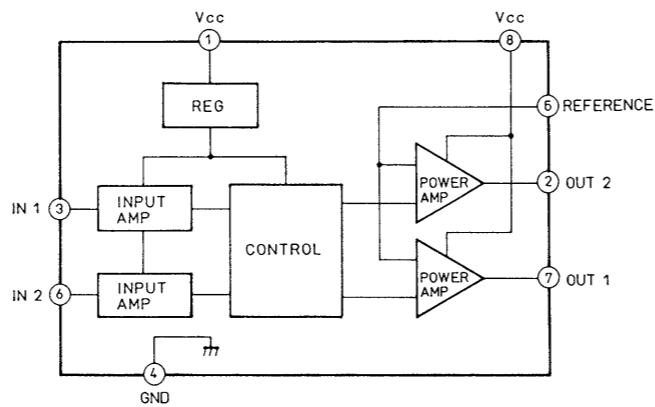 Vcc
Vcc
1
8
REG
5
REFERENCE
POWER
AMP
2
OUT 2
IN 1
3
INPUT
AMP
CONTROL
POWER
AMP
7
OUT 1
IN 2
6
INPUT
AMP
4
GND